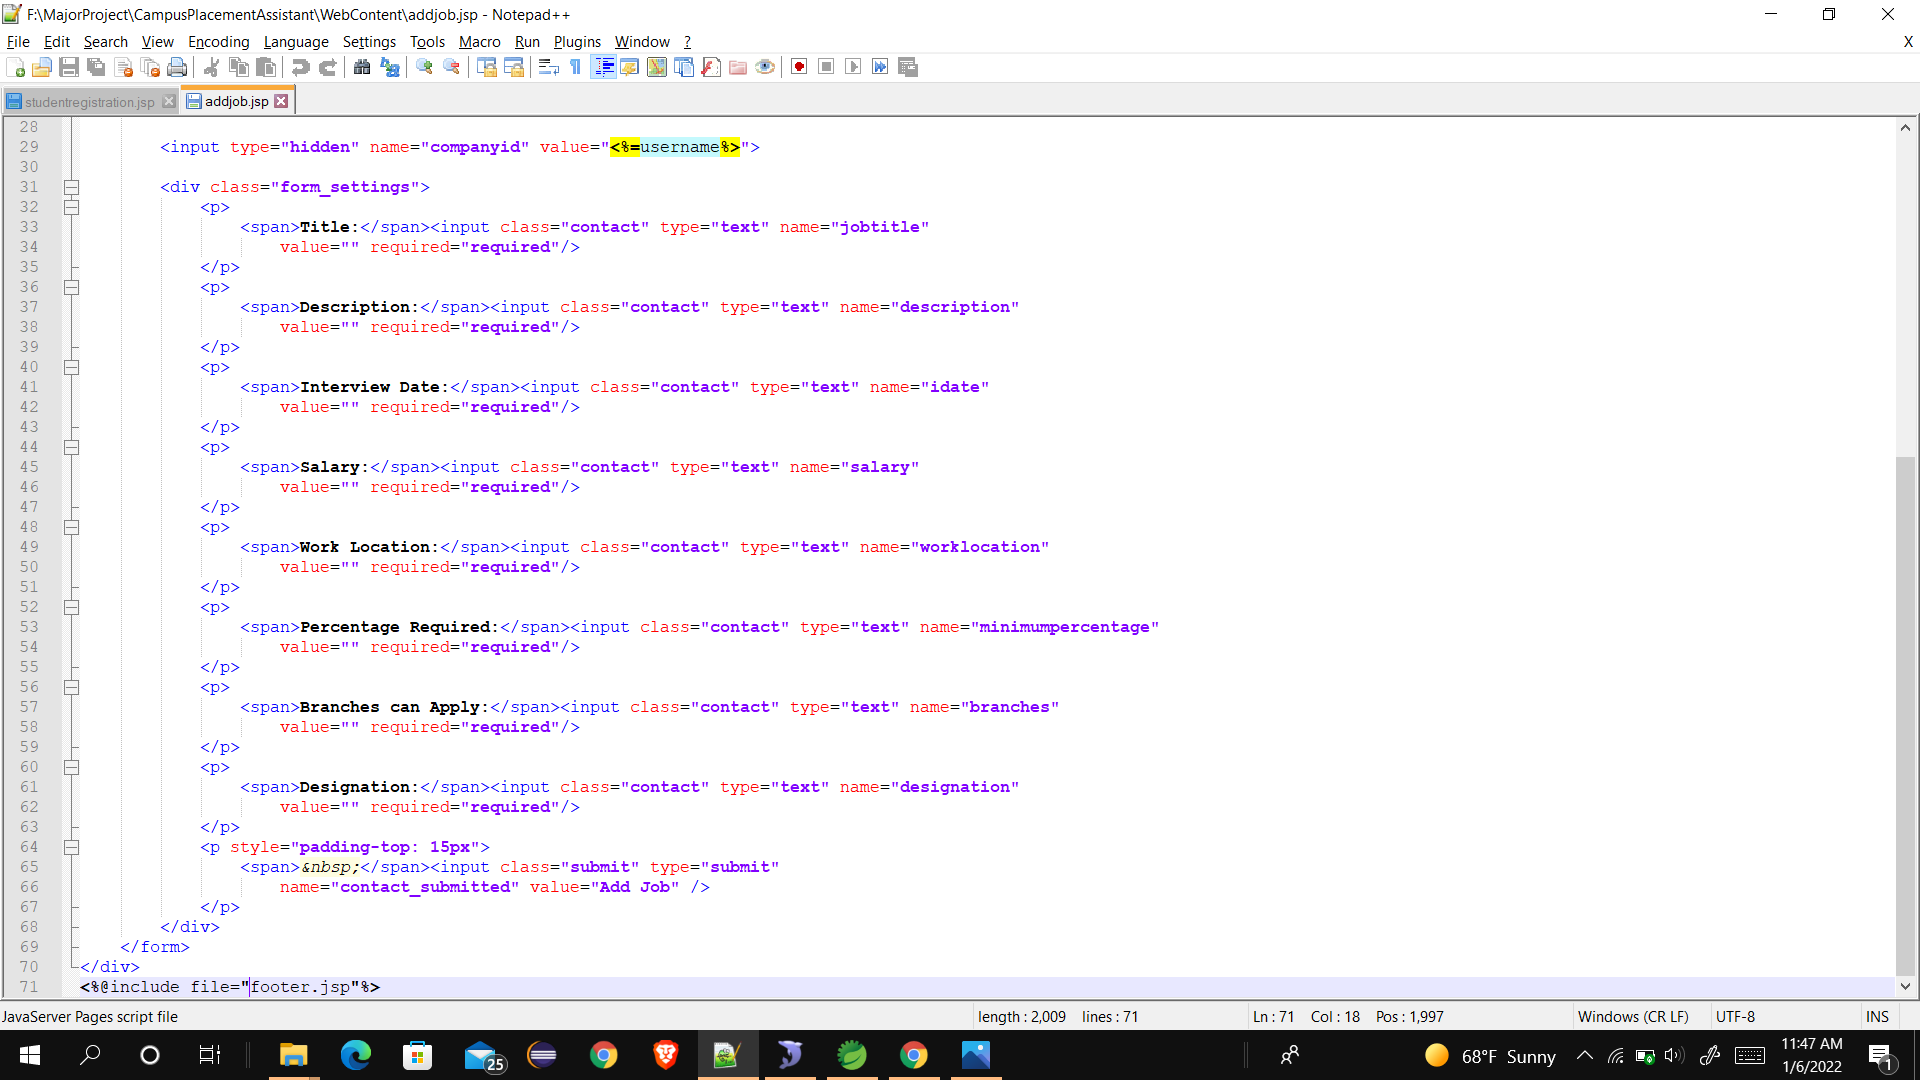 F:\MajorProject\CampusPlacementAssistant\WebContent\addjob.jsp - Notepad++
File Edit Search View Encoding Language Settings Tools Macro Run Plugins Window ? X
studentregistration.jsp addjob.jsp
28
29 <input type="hidden" name="companyid" value="<%=username%>">
30
31 <div class="form_settings">
32 <p>
33 <span>Title:</span><input class="contact" type="text" name="jobtitle"
34 value="" required="required"/>
35 </p>
36 <p>
37 <span>Description:</span><input class="contact" type="text" name="description"
38 value="" required="required"/>
39 </p>
40 <p>
41 <span>Interview Date:</span><input class="contact" type="text" name="idate"
42 value="" required="required"/>
43 </p>
44 <p>
45 <span>Salary:</span><input class="contact" type="text" name="salary"
46 value="" required="required"/>
47 </p>
48 <p>
49 <span>Work Location:</span><input class="contact" type="text" name="worklocation"
50 value="" required="required"/>
51 </p>
52 <p>
53 <span>Percentage Required:</span><input class="contact" type="text" name="minimumpercentage"
54 value="" required="required"/>
55 </p>
56 <p>
57 <span>Branches can Apply:</span><input class="contact" type="text" name="branches"
58 value="" required="required"/>
59 </p>
60 <p>
61 <span>Designation:</span><input class="contact" type="text" name="designation"
62 value="" required="required"/>
63 </p>
64 <p style="padding-top: 15px">
65 <span>&nbsp;</span><input class="submit" type="submit"
66 name="contact_submitted" value="Add Job" />
67 </p>
68 </div>
69 </form>
70 </div>
71 <%@include file="footer.jsp"%>
JavaServer Pages script file length : 2,009 lines : 71 Ln : 71 Col : 18 Pos : 1,997 Windows (CR LF) UTF-8 INS
25 68°F Sunny 11:47 AM
1/6/2022 1